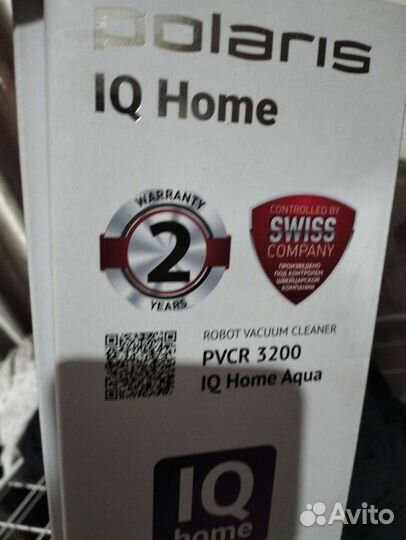 polaris
IQ Home
WARRANTY
2
YEARS
CONTROLLED BY
SWISS
COMPANY
ПРОИЗВЕДЕНО
ПОД КОНТРОЛЕМ
ШВЕЙЦАРСКОЙ
КОМПАНИИ
ROBOT VACUUM CLEANER
PVCR 3200
IQ Home Aqua
IQ
home
Avito